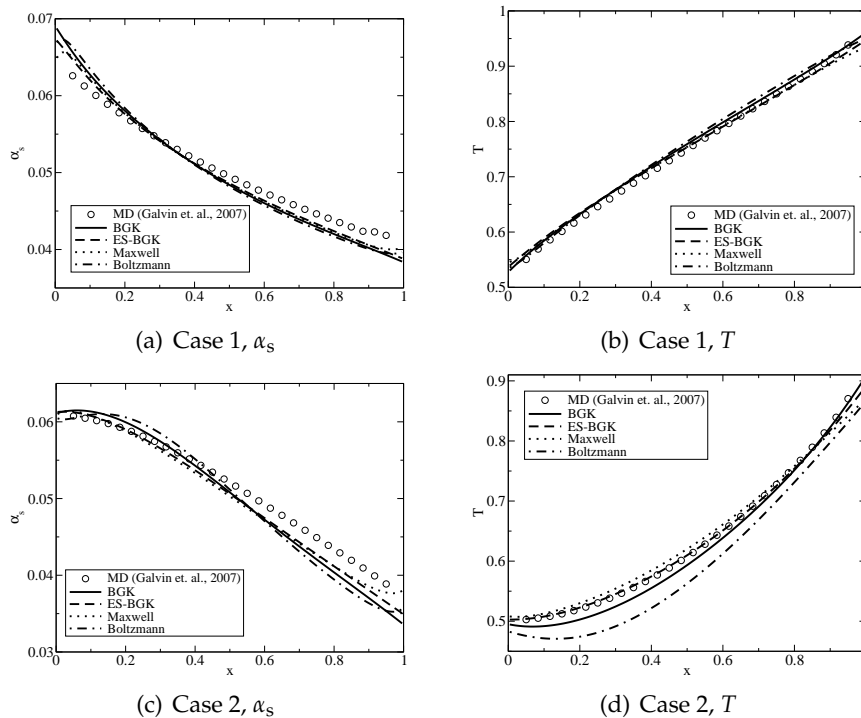 0.07
0.06
0.05
0.04
αs
MD (Galvin et. al., 2007)
BGK
ES-BGK
Maxwell
Boltzmann
0 0.2 0.4 0.6 0.8 1
x
(a) Case 1, αs
1
0.9
0.8
0.7
0.6
0.5
T
MD (Galvin et. al., 2007)
BGK
ES-BGK
Maxwell
Boltzmann
0 0.2 0.4 0.6 0.8
x
(b) Case 1, T
0.06
0.05
0.04
0.03
αs
MD (Galvin et. al., 2007)
BGK
ES-BGK
Maxwell
Boltzmann
0 0.2 0.4 0.6 0.8 1
x
(c) Case 2, αs
0.9
0.8
0.7
0.6
0.5
0.4
T
MD (Galvin et. al., 2007)
BGK
ES-BGK
Maxwell
Boltzmann
0 0.2 0.4 0.6 0.8
x
(d) Case 2, T